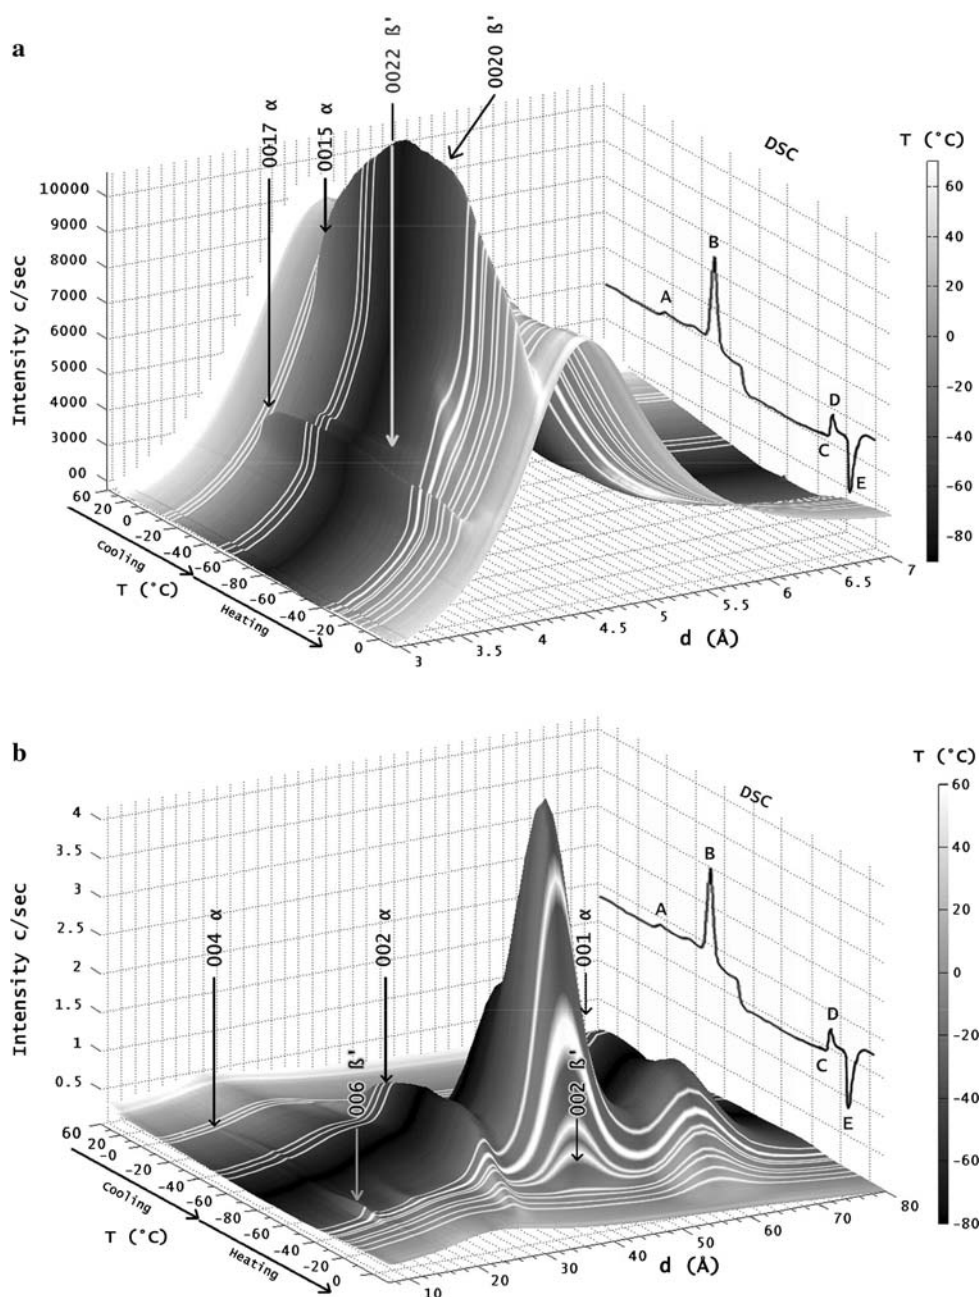 a
0017 α
0015 α
0022 ß'
0020 ß'
DSC
T (°C)
10000
9000
8000
7000
6000
5000
4000
3000
00
Intensity c/sec
A
B
C
D
E
60
40
20
0
-20
-40
-60
-80
60
20
0
-20
-40
-60
-80
-80
-60
-40
-20
0
Cooling
T (°C)
Heating
3
3.5
4
4.5
5
5.5
6
6.5
7
d (Å)
b
T (°C)
DSC
4
3.5
3
2.5
2
1.5
1
0.5
Intensity c/sec
004 α
002 α
001 α
006 ß'
002 ß'
A
B
C
D
E
60
40
20
0
-20
-40
-60
-80
60
20
-0
-20
-40
-60
-80
-80
-60
-40
-20
0
Cooling
T (°C)
Heating
10
20
30
40
50
60
70
80
d (Å)